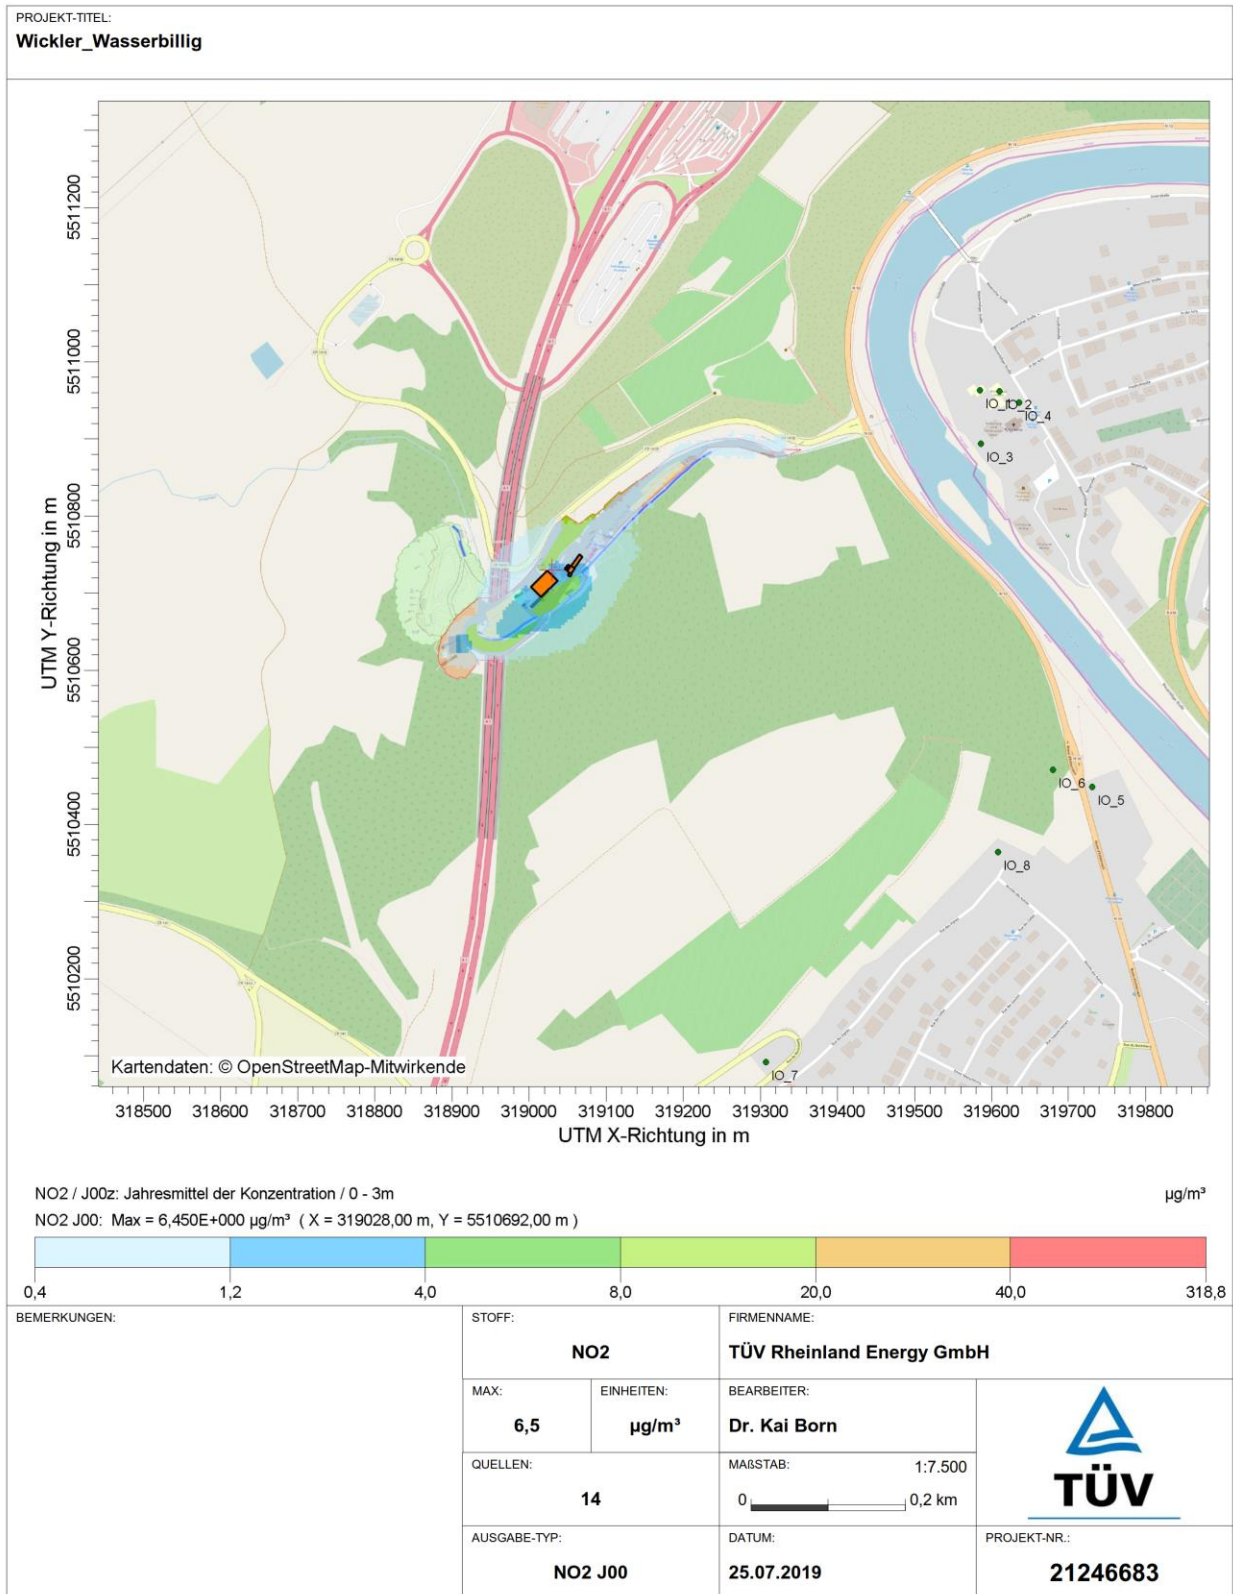 PROJEKT-TITEL:
Wickler_Wasserbillig
UTM Y-Richtung in m
5511200
5511000
5510800
5510600
5510400
5510200
IO_1
IO_2
IO_4
IO_3
IO_6
IO_5
IO_8
IO_7
Kartendaten: © OpenStreetMap-Mitwirkende
318500 318600 318700 318800 318900 319000 319100 319200 319300 319400 319500 319600 319700 319800
UTM X-Richtung in m
NO2 / J00z: Jahresmittel der Konzentration / 0 - 3m µg/m³
NO2 J00: Max = 6,450E+000 µg/m³ ( X = 319028,00 m, Y = 5510692,00 m )
0,4 1,2 4,0 8,0 20,0 40,0 318,8
BEMERKUNGEN:
STOFF:
NO2
FIRMENNAME:
TÜV Rheinland Energy GmbH
MAX:
6,5
EINHEITEN:
µg/m³
BEARBEITER:
Dr. Kai Born
QUELLEN:
14
MAßSTAB: 1:7.500
0 0,2 km
TÜV
AUSGABE-TYP:
NO2 J00
DATUM:
25.07.2019
PROJEKT-NR.:
21246683